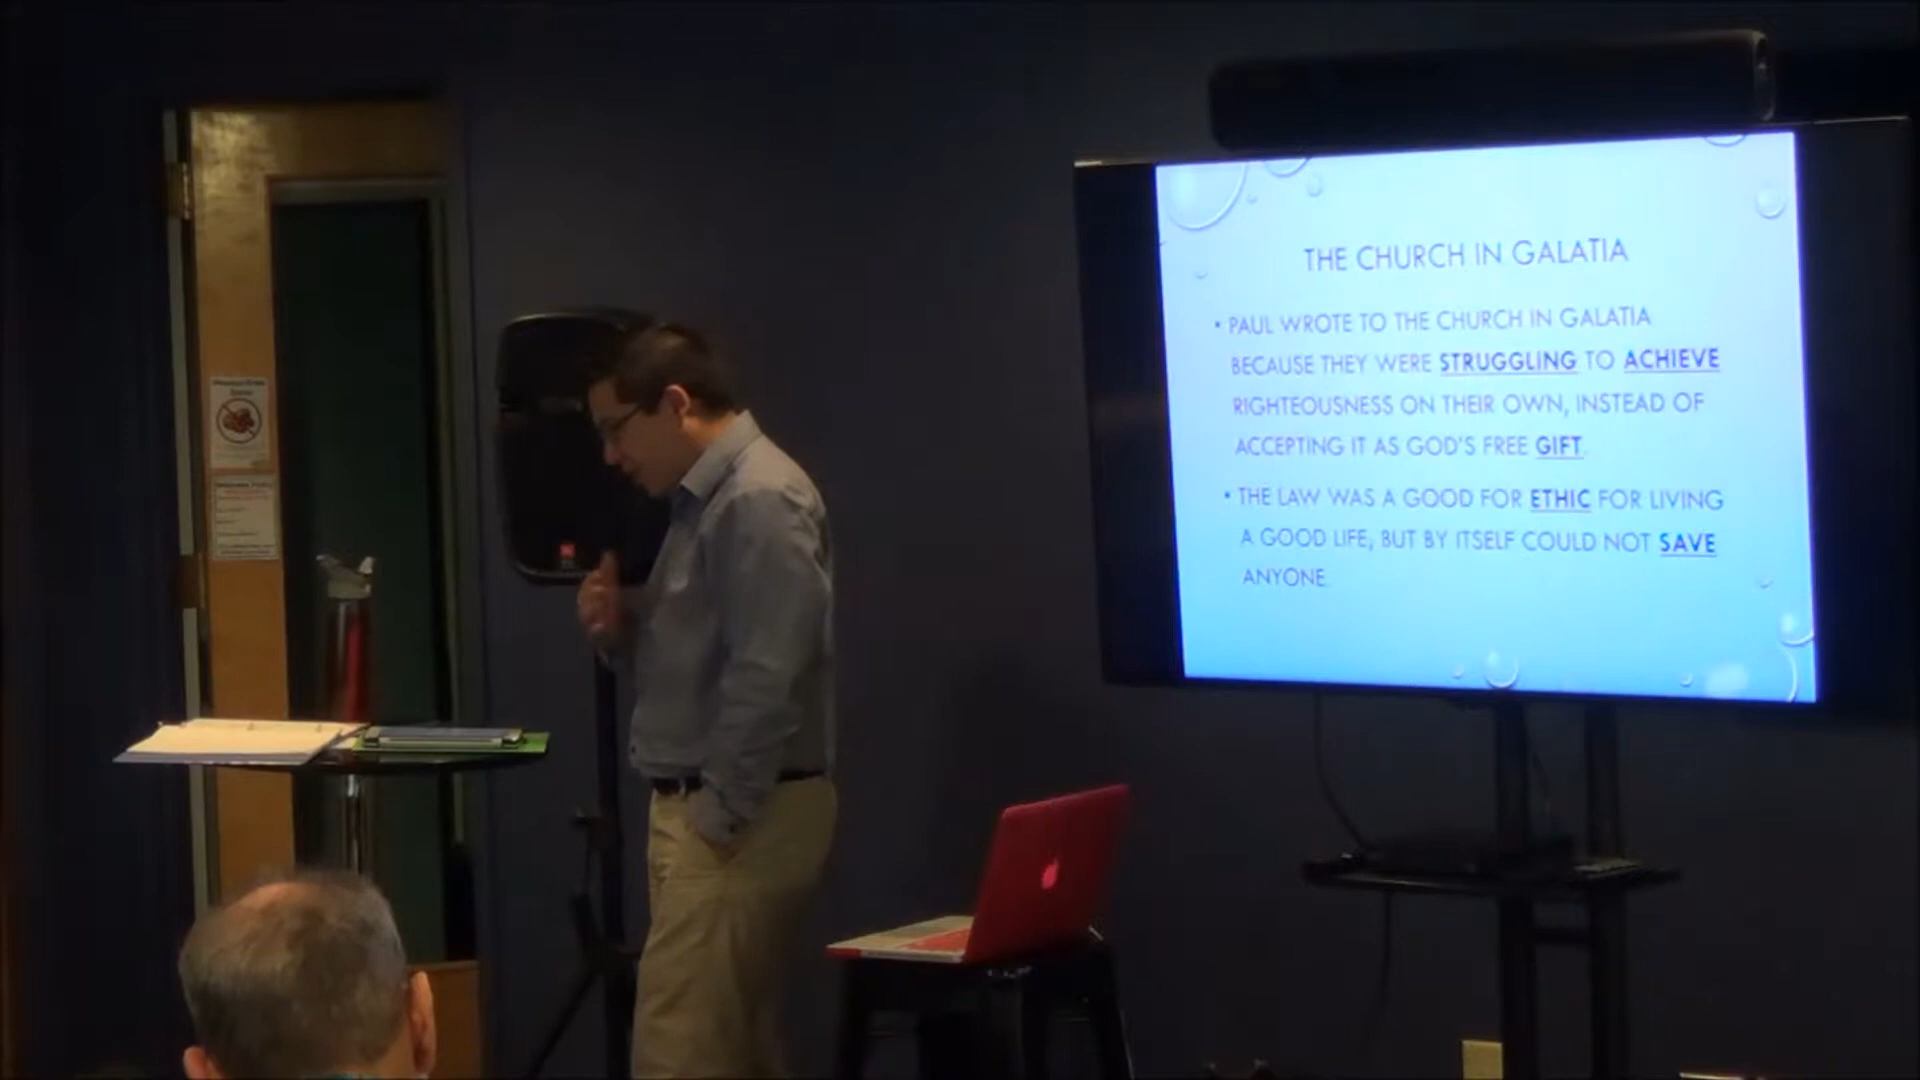 THE CHURCH IN GALATIA
• PAUL WROTE TO THE CHURCH IN GALATIA
BECAUSE THEY WERE STRUGGLING TO ACHIEVE
RIGHTEOUSNESS ON THEIR OWN, INSTEAD OF
ACCEPTING IT AS GOD'S FREE GIFT.
• THE LAW WAS A GOOD FOR ETHIC FOR LIVING
A GOOD LIFE, BUT BY ITSELF COULD NOT SAVE
ANYONE.